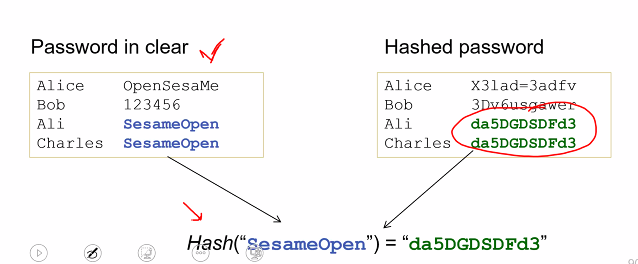 Password in clear
Hashed password
Alice OpenSesaMe
Bob 123456
Ali SesameOpen
Charles SesameOpen
Alice X3lad=3adfv
Bob 3Dv6usgawer
Ali da5DGDSDFd3
Charles da5DGDSDFd3
Hash(“SesameOpen”) = “da5DGDSDFd3”